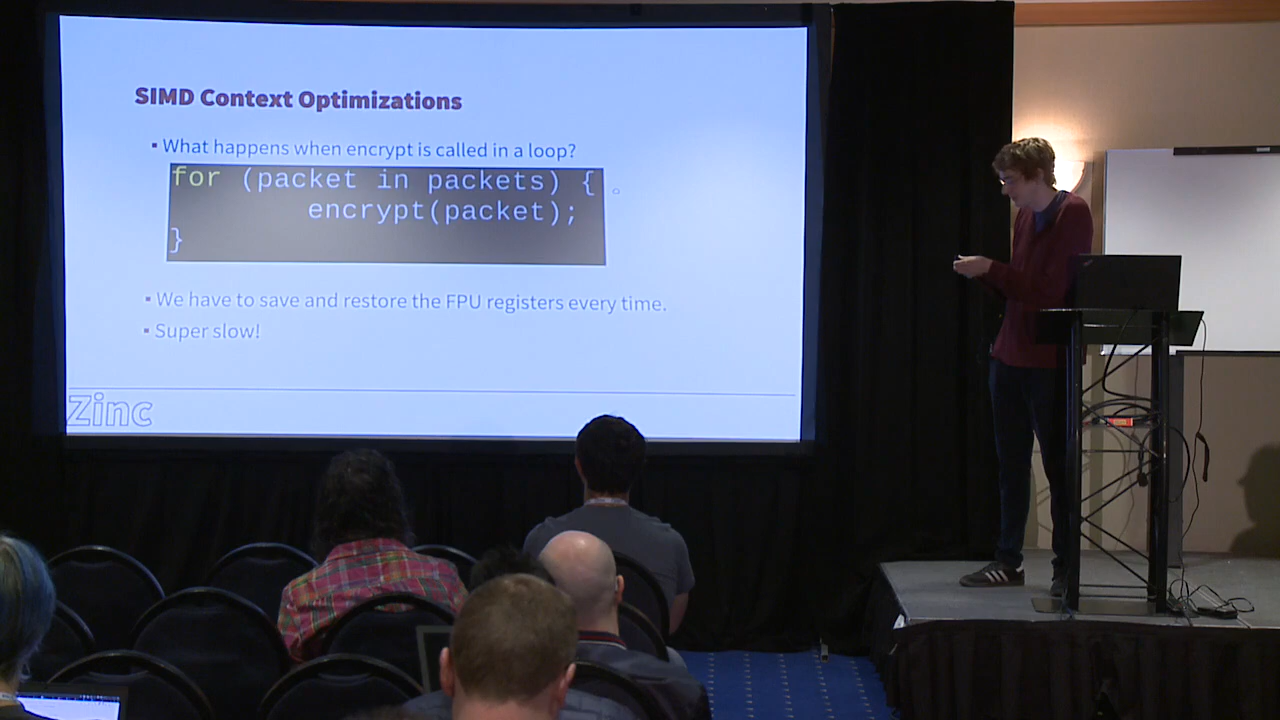 SIMD Context Optimizations
▪ What happens when encrypt is called in a loop?
for (packet in packets) {
encrypt(packet);
}
▪ We have to save and restore the FPU registers every time.
▪ Super slow!
Zinc